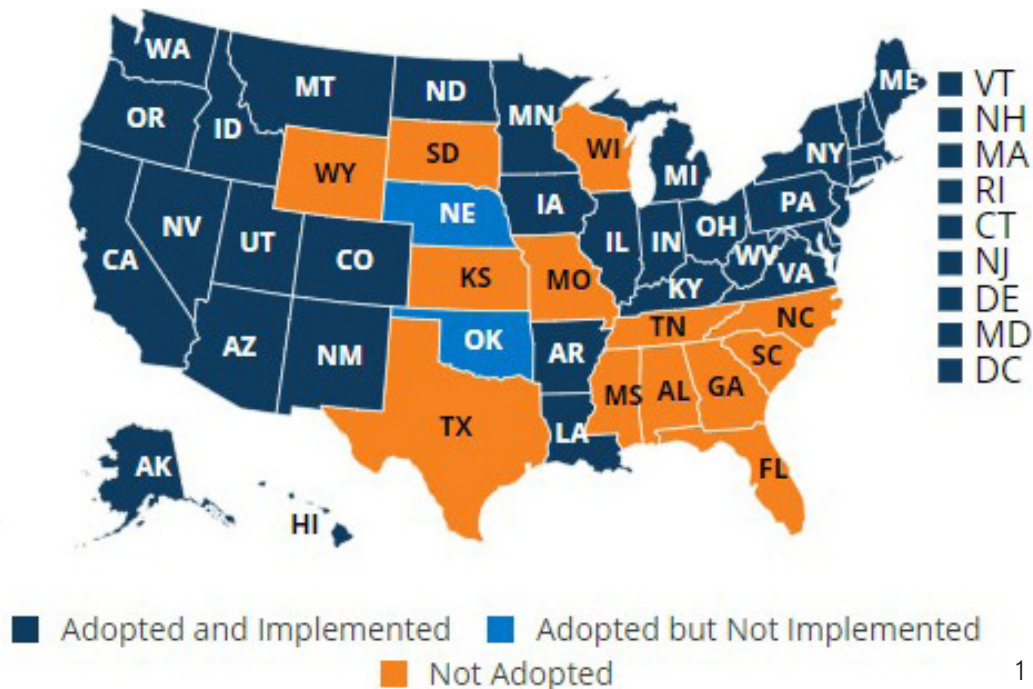 WA
MT
ND
MN
ME
VT
OR
ID
SD
WI
MI
NY
NH
MA
WY
RI
NE
IA
PA
CT
NV
UT
CO
IL
IN
OH
WV
VA
NJ
CA
KS
MO
KY
DE
AZ
NM
OK
AR
TN
NC
MD
SC
DC
TX
LA
MS
AL
GA
FL
AK
HI
Adopted and Implemented
Adopted but Not Implemented
Not Adopted
1